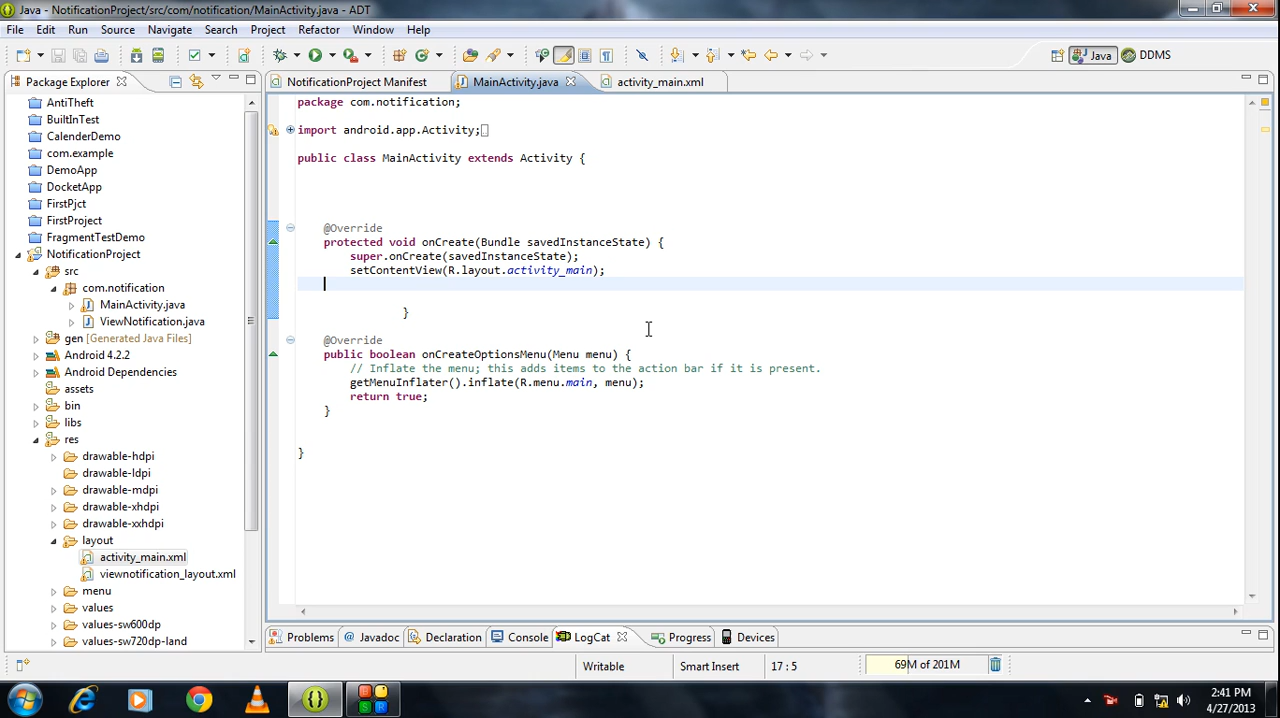 Java - NotificationProject/src/com/notification/MainActivity.java - ADT
File Edit Run Source Search Navigate Search Project Refactor Window Help
Java DDMS
Package Explorer
NotificationProject Manifest MainActivity.java activity_main.xml
AntiTheft
BuiltInTest
CalenderDemo
com.example
DemoApp
DocketApp
FirstPjct
FirstProject
FragmentTestDemo
NotificationProject
src
com.notification
MainActivity.java
ViewNotification.java
gen [Generated Java Files]
Android 4.2.2
Android Dependencies
assets
bin
libs
res
drawable-hdpi
drawable-ldpi
drawable-mdpi
drawable-xhdpi
drawable-xxhdpi
layout
activity_main.xml
viewnotification_layout.xml
menu
values
values-sw600dp
values-sw720dp-land
package com.notification;
import android.app.Activity;
public class MainActivity extends Activity {
@Override
protected void onCreate(Bundle savedInstanceState) {
super.onCreate(savedInstanceState);
setContentView(R.layout.activity_main);
}
@Override
public boolean onCreateOptionsMenu(Menu menu) {
// Inflate the menu; this adds items to the action bar if it is present.
getMenuInflater().inflate(R.menu.main, menu);
return true;
}
}
Problems Javadoc Declaration Console LogCat Progress Devices
Writable Smart Insert 17 : 5 69M of 201M
2:41 PM
4/27/2013